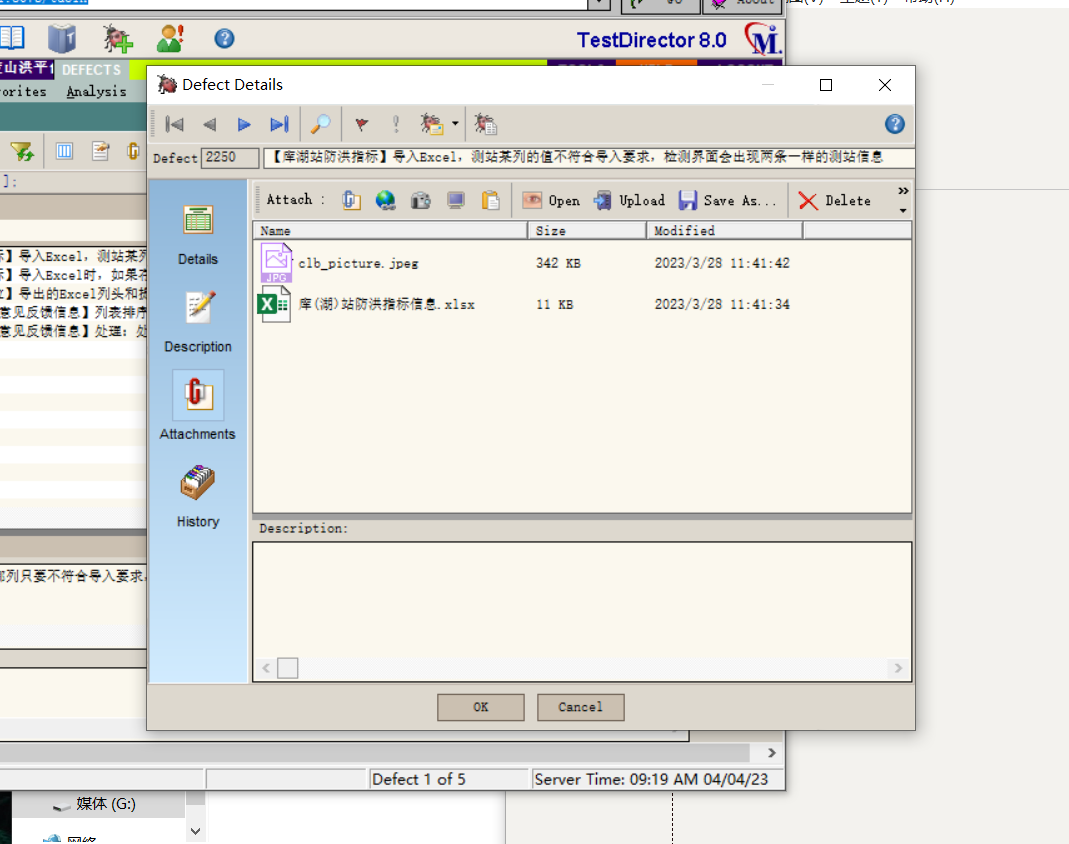 About
TestDirector 8.0
DEFECTS
Analysis
Defect Details
Defect 2250 【库湖站防洪指标】导入Excel，测站某列的值不符合导入要求，检测界面会出现两条一样的测站信息
Attach : Open Upload Save As... Delete
Name Size Modified
clb_picture.jpeg 342 KB 2023/3/28 11:41:42
库(湖)站防洪指标信息.xlsx 11 KB 2023/3/28 11:41:34
Details
Description
Attachments
History
】导入Excel，测站某列
】导入Excel时，如果存
】导出的Excel列头和模
意见反馈信息】列表排序
意见反馈信息】处理：处
列只要不符合导入要求，
Description:
OK Cancel
Defect 1 of 5 Server Time: 09:19 AM 04/04/23
媒体 (G:)
网络